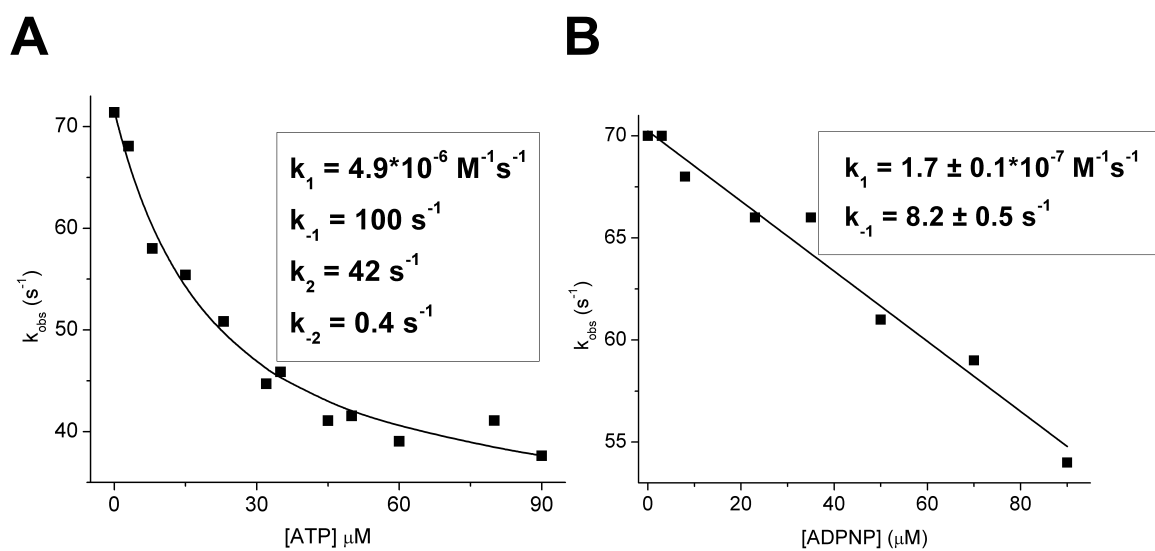 A
70
60
50
40
0
30
60
90
k_obs (s⁻¹)
[ATP] μM
k₁ = 4.9*10⁻⁶ M⁻¹s⁻¹
k₋₁ = 100 s⁻¹
k₂ = 42 s⁻¹
k₋₂ = 0.4 s⁻¹
B
70
65
60
55
0
20
40
60
80
k_obs (s⁻¹)
[ADPNP] (μM)
k₁ = 1.7 ± 0.1*10⁻⁷ M⁻¹s⁻¹
k₋₁ = 8.2 ± 0.5 s⁻¹